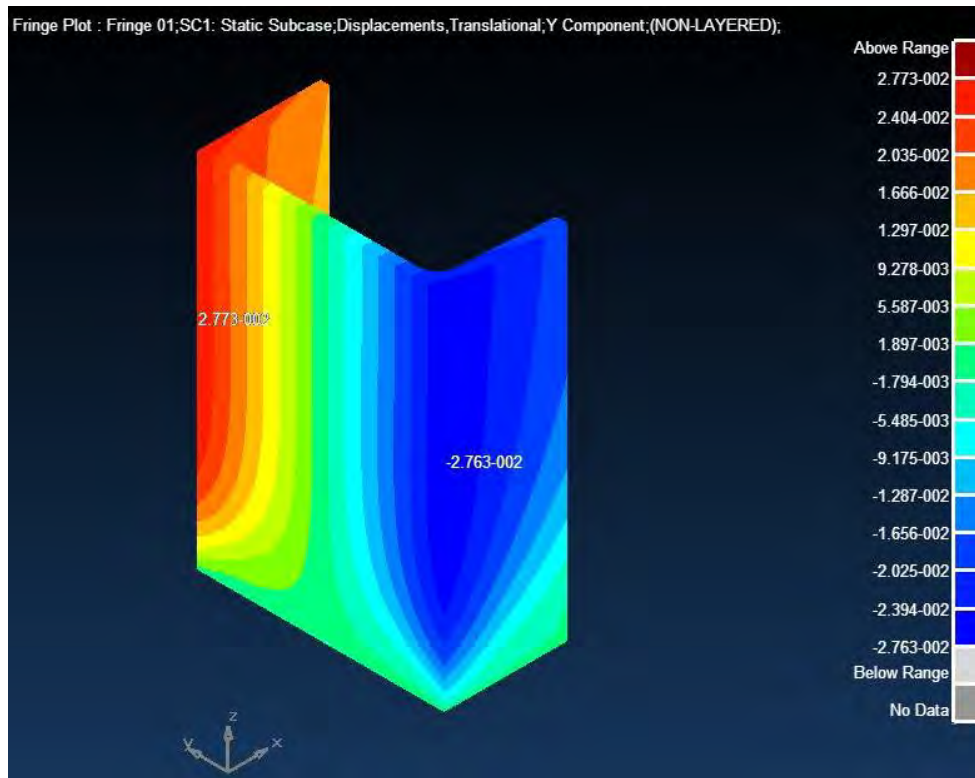 Fringe Plot : Fringe 01;SC1: Static Subcase;Displacements,Translational;Y Component;(NON-LAYERED);
Above Range
2.773-002
2.404-002
2.035-002
1.666-002
1.297-002
9.278-003
5.587-003
1.897-003
-1.794-003
-5.485-003
-9.175-003
-1.287-002
-1.656-002
-2.025-002
-2.394-002
-2.763-002
Below Range
No Data
2.773-002
-2.763-002
z
y
x